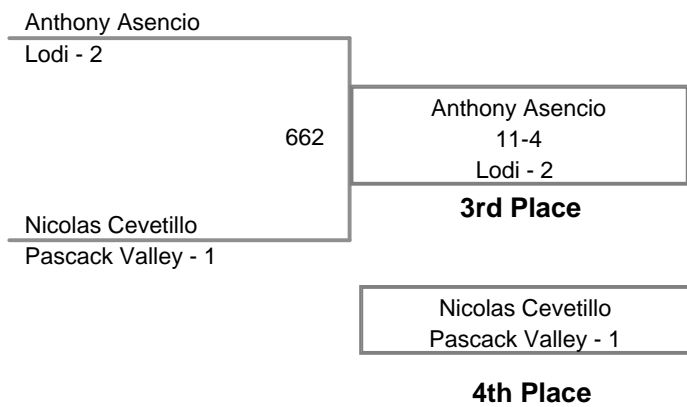 Anthony Asencio
Lodi - 2
662
Anthony Asencio
11-4
Lodi - 2
3rd Place
Nicolas Cevetillo
Pascack Valley - 1
Nicolas Cevetillo
Pascack Valley - 1
4th Place